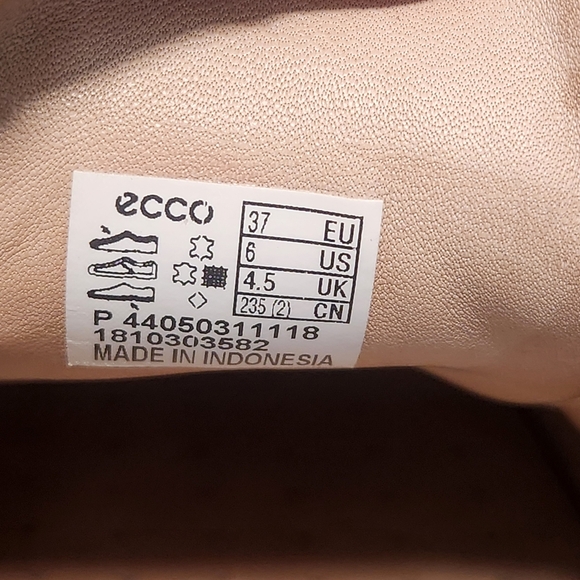 ecco
37 EU
6 US
4.5 UK
235 (2) CN
P 44050311118
1810303582
MADE IN INDONESIA